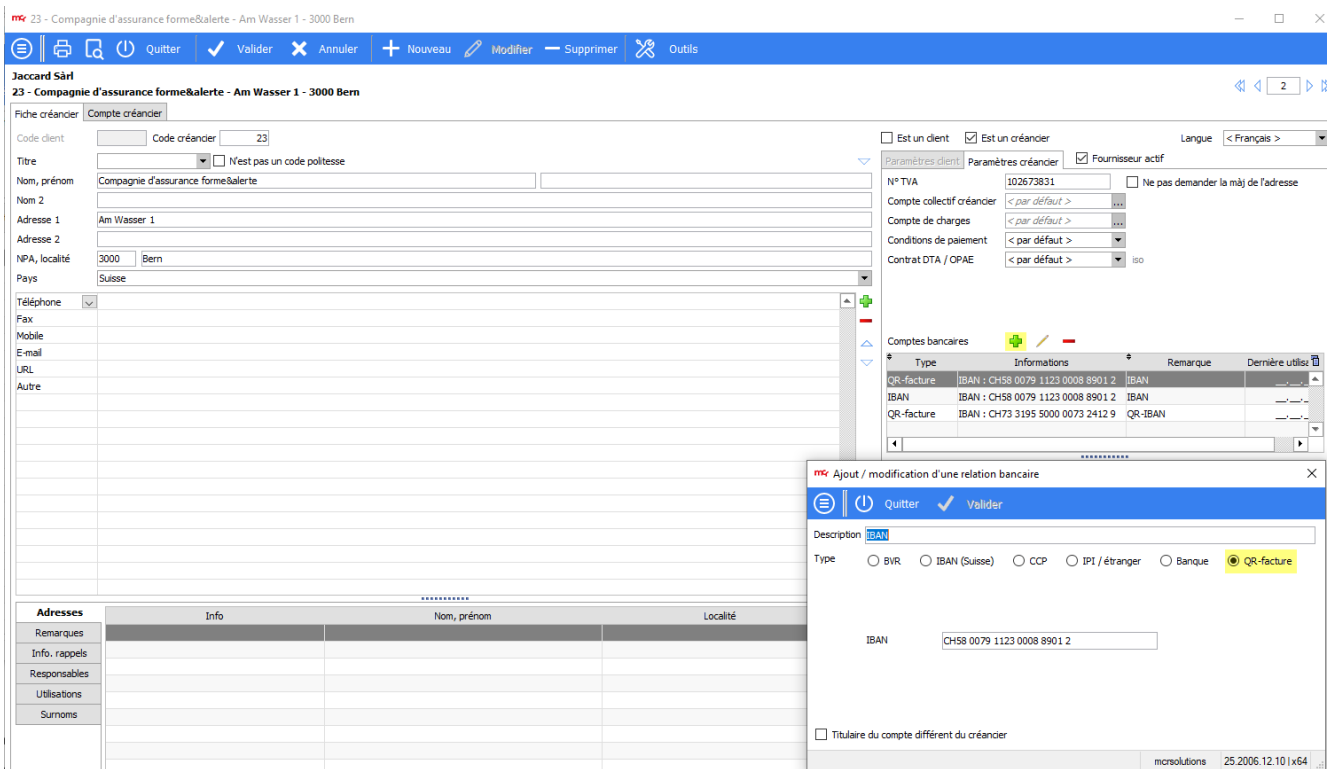 mcr 23 - Compagnie d'assurance forme&alerte - Am Wasser 1 - 3000 Bern
Quitter Valider Annuler Nouveau Modifier Supprimer Outils
Jaccard Sàrl
23 - Compagnie d'assurance forme&alerte - Am Wasser 1 - 3000 Bern
2
Fiche créancier Compte créancier
Code client Code créancier 23
Est un client Est un créancier Langue < Français >
Titre N'est pas un code politesse
Paramètres client Paramètres créancier Fournisseur actif
Nom, prénom Compagnie d'assurance forme&alerte
N° TVA 102673831 Ne pas demander la màj de l'adresse
Nom 2
Compte collectif créancier < par défaut > ...
Adresse 1 Am Wasser 1
Compte de charges < par défaut > ...
Adresse 2
Conditions de paiement < par défaut >
NPA, localité 3000 Bern
Contrat DTA / OPAE < par défaut > iso
Pays Suisse
Téléphone
Fax
Mobile
E-mail
URL
Autre
Comptes bancaires
Type Informations Remarque Dernière utilisa
QR-facture IBAN : CH58 0079 1123 0008 8901 2 IBAN __.__._
IBAN IBAN : CH58 0079 1123 0008 8901 2 IBAN __.__._
QR-facture IBAN : CH73 3195 5000 0073 2412 9 QR-IBAN __.__._
mcr Ajout / modification d'une relation bancaire
Quitter Valider
Description IBAN
Type BVR IBAN (Suisse) CCP IPI / étranger Banque QR-facture
IBAN CH58 0079 1123 0008 8901 2
Titulaire du compte différent du créancier
mcrsolutions 25.2006.12.10 | x64
Adresses Info Nom, prénom Localité
Remarques
Info. rappels
Responsables
Utilisations
Surnoms